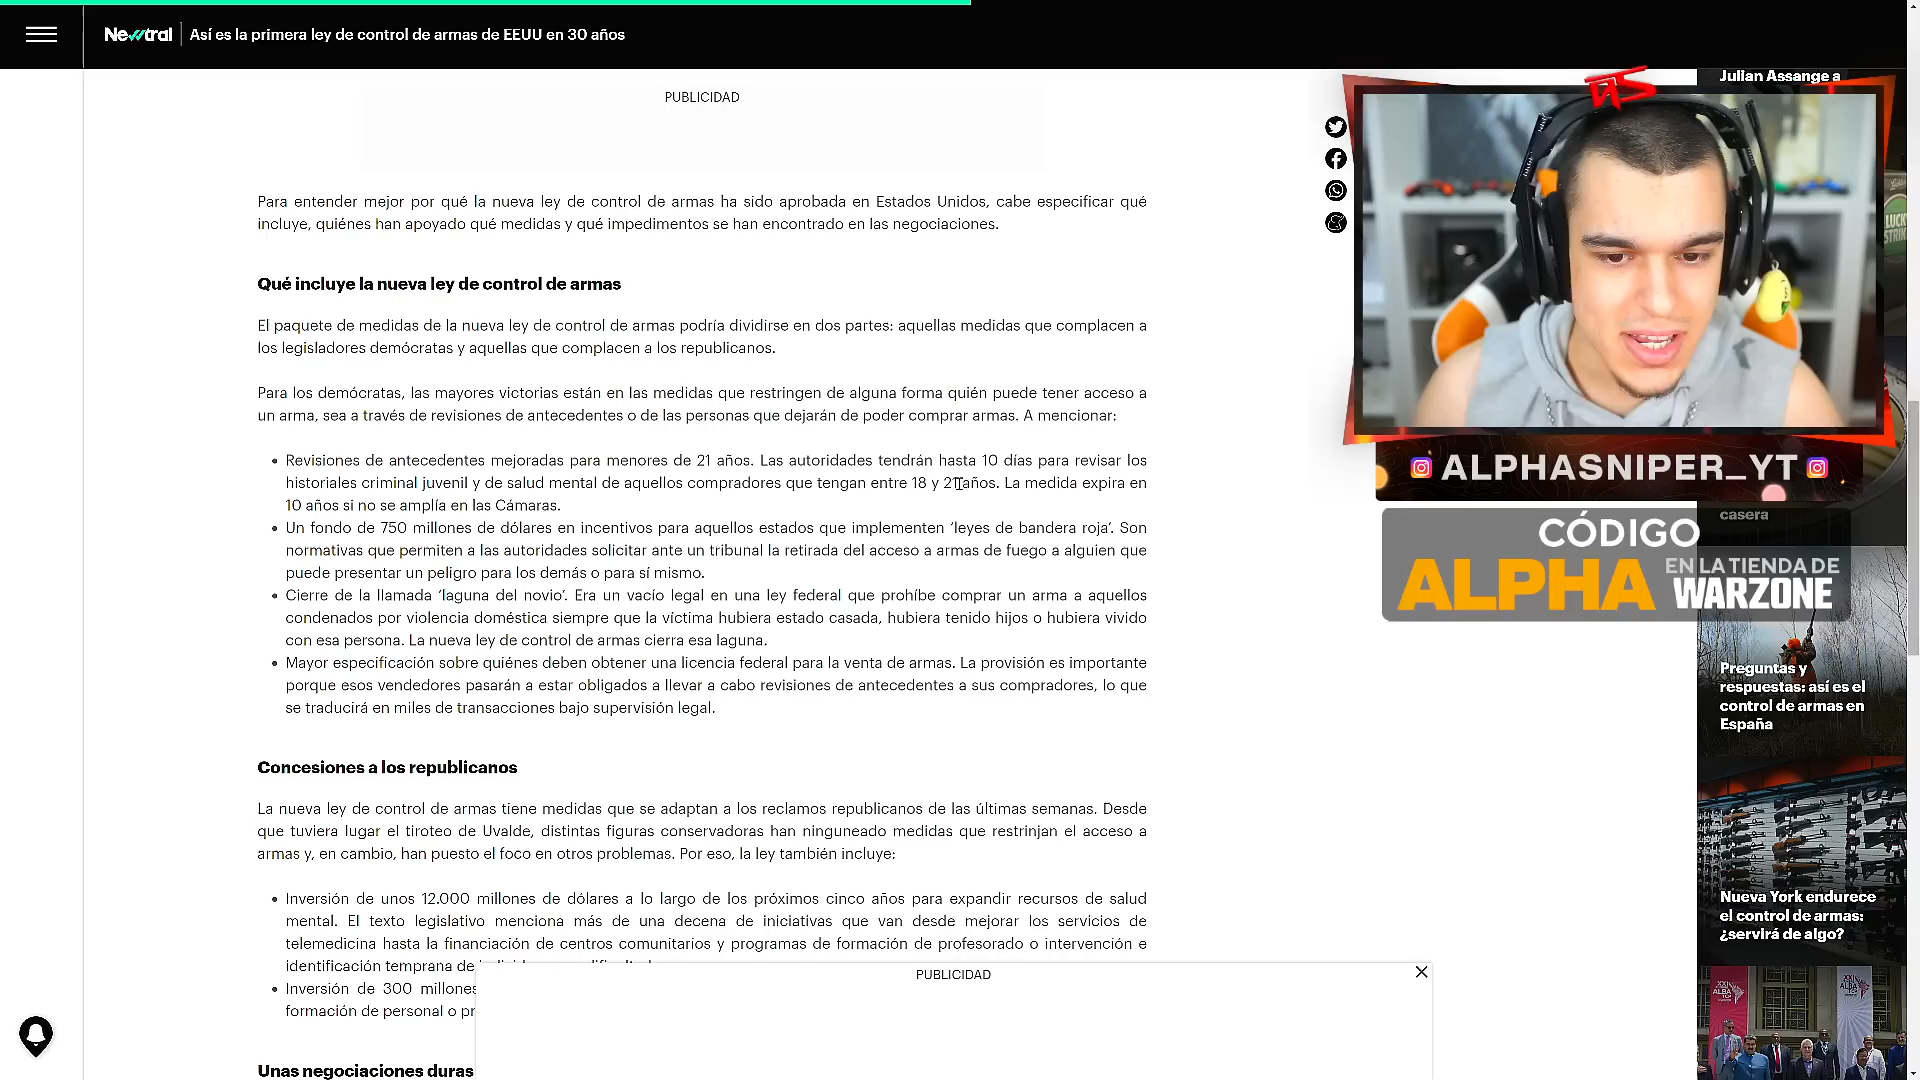 Newtral
Así es la primera ley de control de armas de EEUU en 30 años
PUBLICIDAD
Para entender mejor por qué la nueva ley de control de armas ha sido aprobada en Estados Unidos, cabe especificar qué
incluye, quiénes han apoyado qué medidas y qué impedimentos se han encontrado en las negociaciones.
Qué incluye la nueva ley de control de armas
El paquete de medidas de la nueva ley de control de armas podría dividirse en dos partes: aquellas medidas que complacen a
los legisladores demócratas y aquellas que complacen a los republicanos.
Para los demócratas, las mayores victorias están en las medidas que restringen de alguna forma quién puede tener acceso a
un arma, sea a través de revisiones de antecedentes o de las personas que dejarán de poder comprar armas. A mencionar:
Revisiones de antecedentes mejoradas para menores de 21 años. Las autoridades tendrán hasta 10 días para revisar los
historiales criminal juvenil y de salud mental de aquellos compradores que tengan entre 18 y 21 años. La medida expira en
10 años si no se amplía en las Cámaras.
Un fondo de 750 millones de dólares en incentivos para aquellos estados que implementen ‘leyes de bandera roja’. Son
normativas que permiten a las autoridades solicitar ante un tribunal la retirada del acceso a armas de fuego a alguien que
puede presentar un peligro para los demás o para sí mismo.
Cierre de la llamada ‘laguna del novio’. Era un vacío legal en una ley federal que prohíbe comprar un arma a aquellos
condenados por violencia doméstica siempre que la víctima hubiera estado casada, hubiera tenido hijos o hubiera vivido
con esa persona. La nueva ley de control de armas cierra esa laguna.
Mayor especificación sobre quiénes deben obtener una licencia federal para la venta de armas. La provisión es importante
porque esos vendedores pasarán a estar obligados a llevar a cabo revisiones de antecedentes a sus compradores, lo que
se traducirá en miles de transacciones bajo supervisión legal.
Concesiones a los republicanos
La nueva ley de control de armas tiene medidas que se adaptan a los reclamos republicanos de las últimas semanas. Desde
que tuviera lugar el tiroteo de Uvalde, distintas figuras conservadoras han ninguneado medidas que restrinjan el acceso a
armas y, en cambio, han puesto el foco en otros problemas. Por eso, la ley también incluye:
Inversión de unos 12.000 millones de dólares a lo largo de los próximos cinco años para expandir recursos de salud
mental. El texto legislativo menciona más de una decena de iniciativas que van desde mejorar los servicios de
telemedicina hasta la financiación de centros comunitarios y programas de formación de profesorado o intervención e
identificación temprana de
Inversión de 300 millones
formación de personal o pr
Unas negociaciones duras
PUBLICIDAD
Julian Assange a
LUCKY
STRIKE
ALPHASNIPER_YT
casera
CÓDIGO
ALPHA EN LA TIENDA DE
WARZONE
Preguntas y
respuestas: así es el
control de armas en
España
Nueva York endurece
el control de armas:
¿servirá de algo?
XXI
ALBA
XXI
ALBA